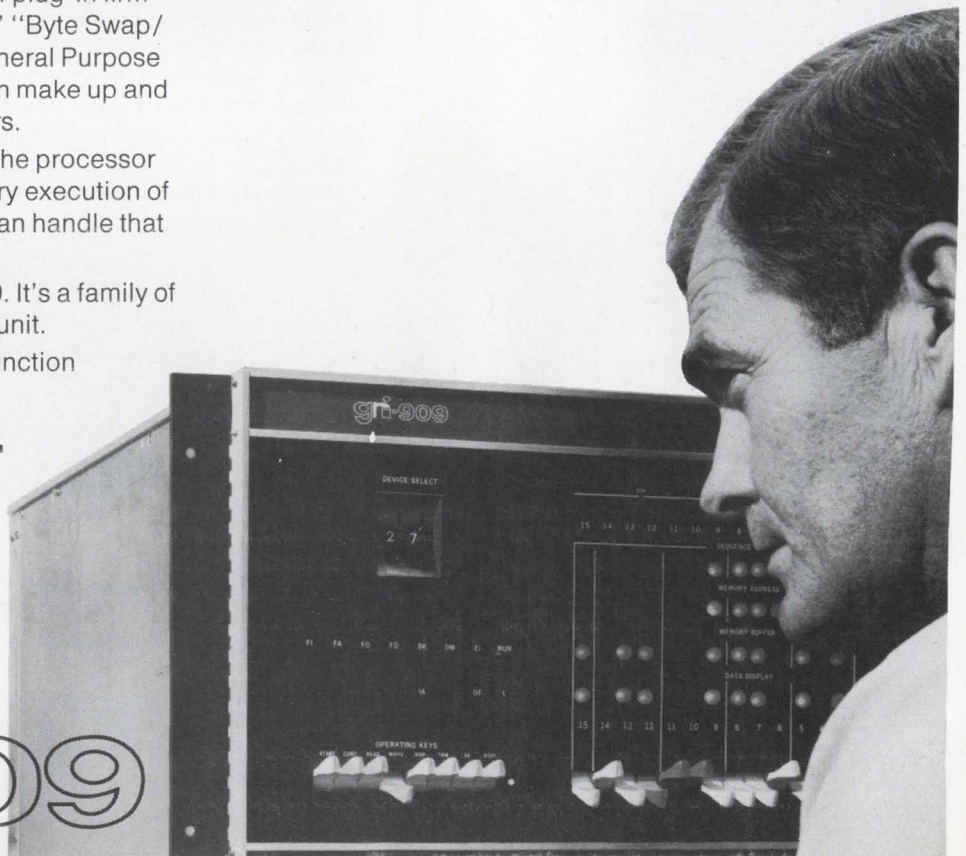 plug-in firm-
"Byte Swap/
neral Purpose
n make up and
rs.
he processor
ry execution of
an handle that
0. It's a family of
unit.
nction
gri-909
DEVICE SELECT
2 7
15 14 13 12 11 10 9 8
SEQUENCE
MEMORY ADDRESS
MEMORY BUFFER
DATA DISPLAY
FI FA FO FD SK DM EI RUN
IA OF L
15 14 13 12 11 10 9 8 7 6 5
OPERATING KEYS
START CONT READ WRITE STOP
09